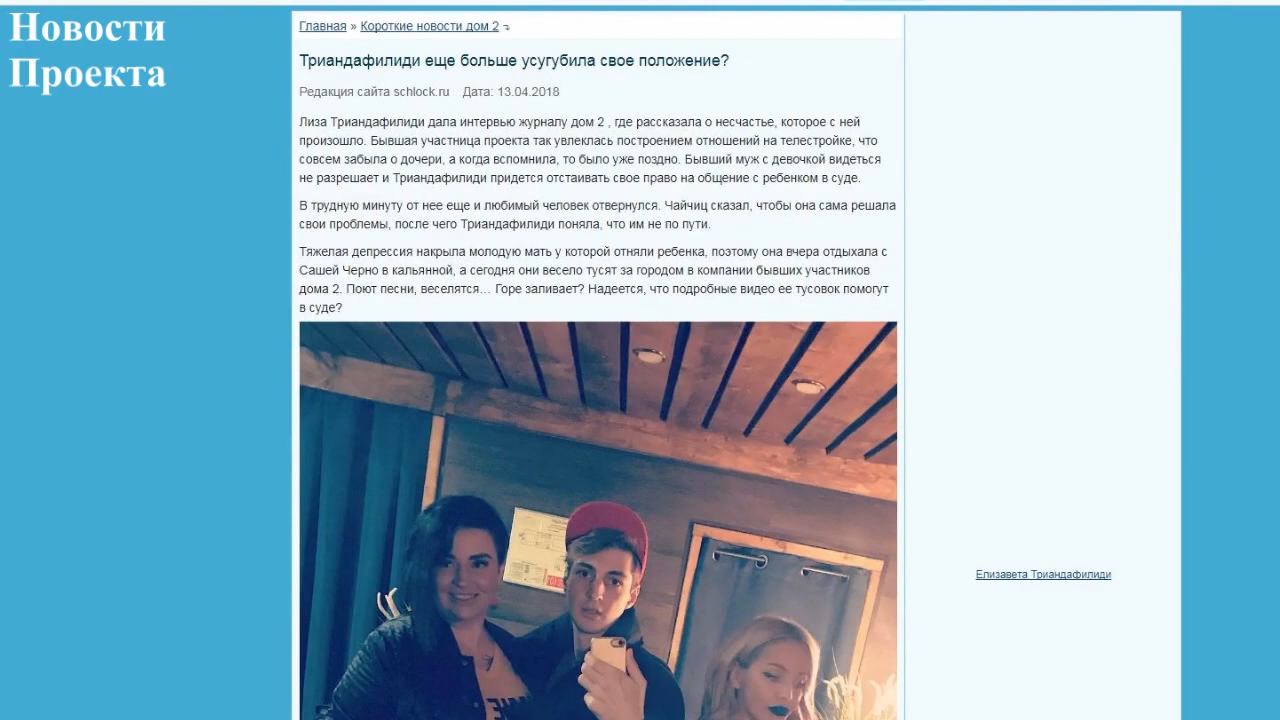 Новости
Проекта
Главная » Короткие новости дом 2
Триандафилиди еще больше усугубила свое положение?
Редакция сайта schlock.ru Дата: 13.04.2018
Лиза Триандафилиди дала интервью журналу дом 2 , где рассказала о несчастье, которое с ней
произошло. Бывшая участница проекта так увлеклась построением отношений на телестройке, что
совсем забыла о дочери, а когда вспомнила, то было уже поздно. Бывший муж с девочкой видеться
не разрешает и Триандафилиди придется отстаивать свое право на общение с ребенком в суде.
В трудную минуту от нее еще и любимый человек отвернулся. Чайчиц сказал, чтобы она сама решала
свои проблемы, после чего Триандафилиди поняла, что им не по пути.
Тяжелая депрессия накрыла молодую мать у которой отняли ребенка, поэтому она вчера отдыхала с
Сашей Черно в кальянной, а сегодня они весело тусят за городом в компании бывших участников
дома 2. Поют песни, веселятся… Горе заливает? Надеется, что подробные видео ее тусовок помогут
в суде?
Елизавета Триандафилиди